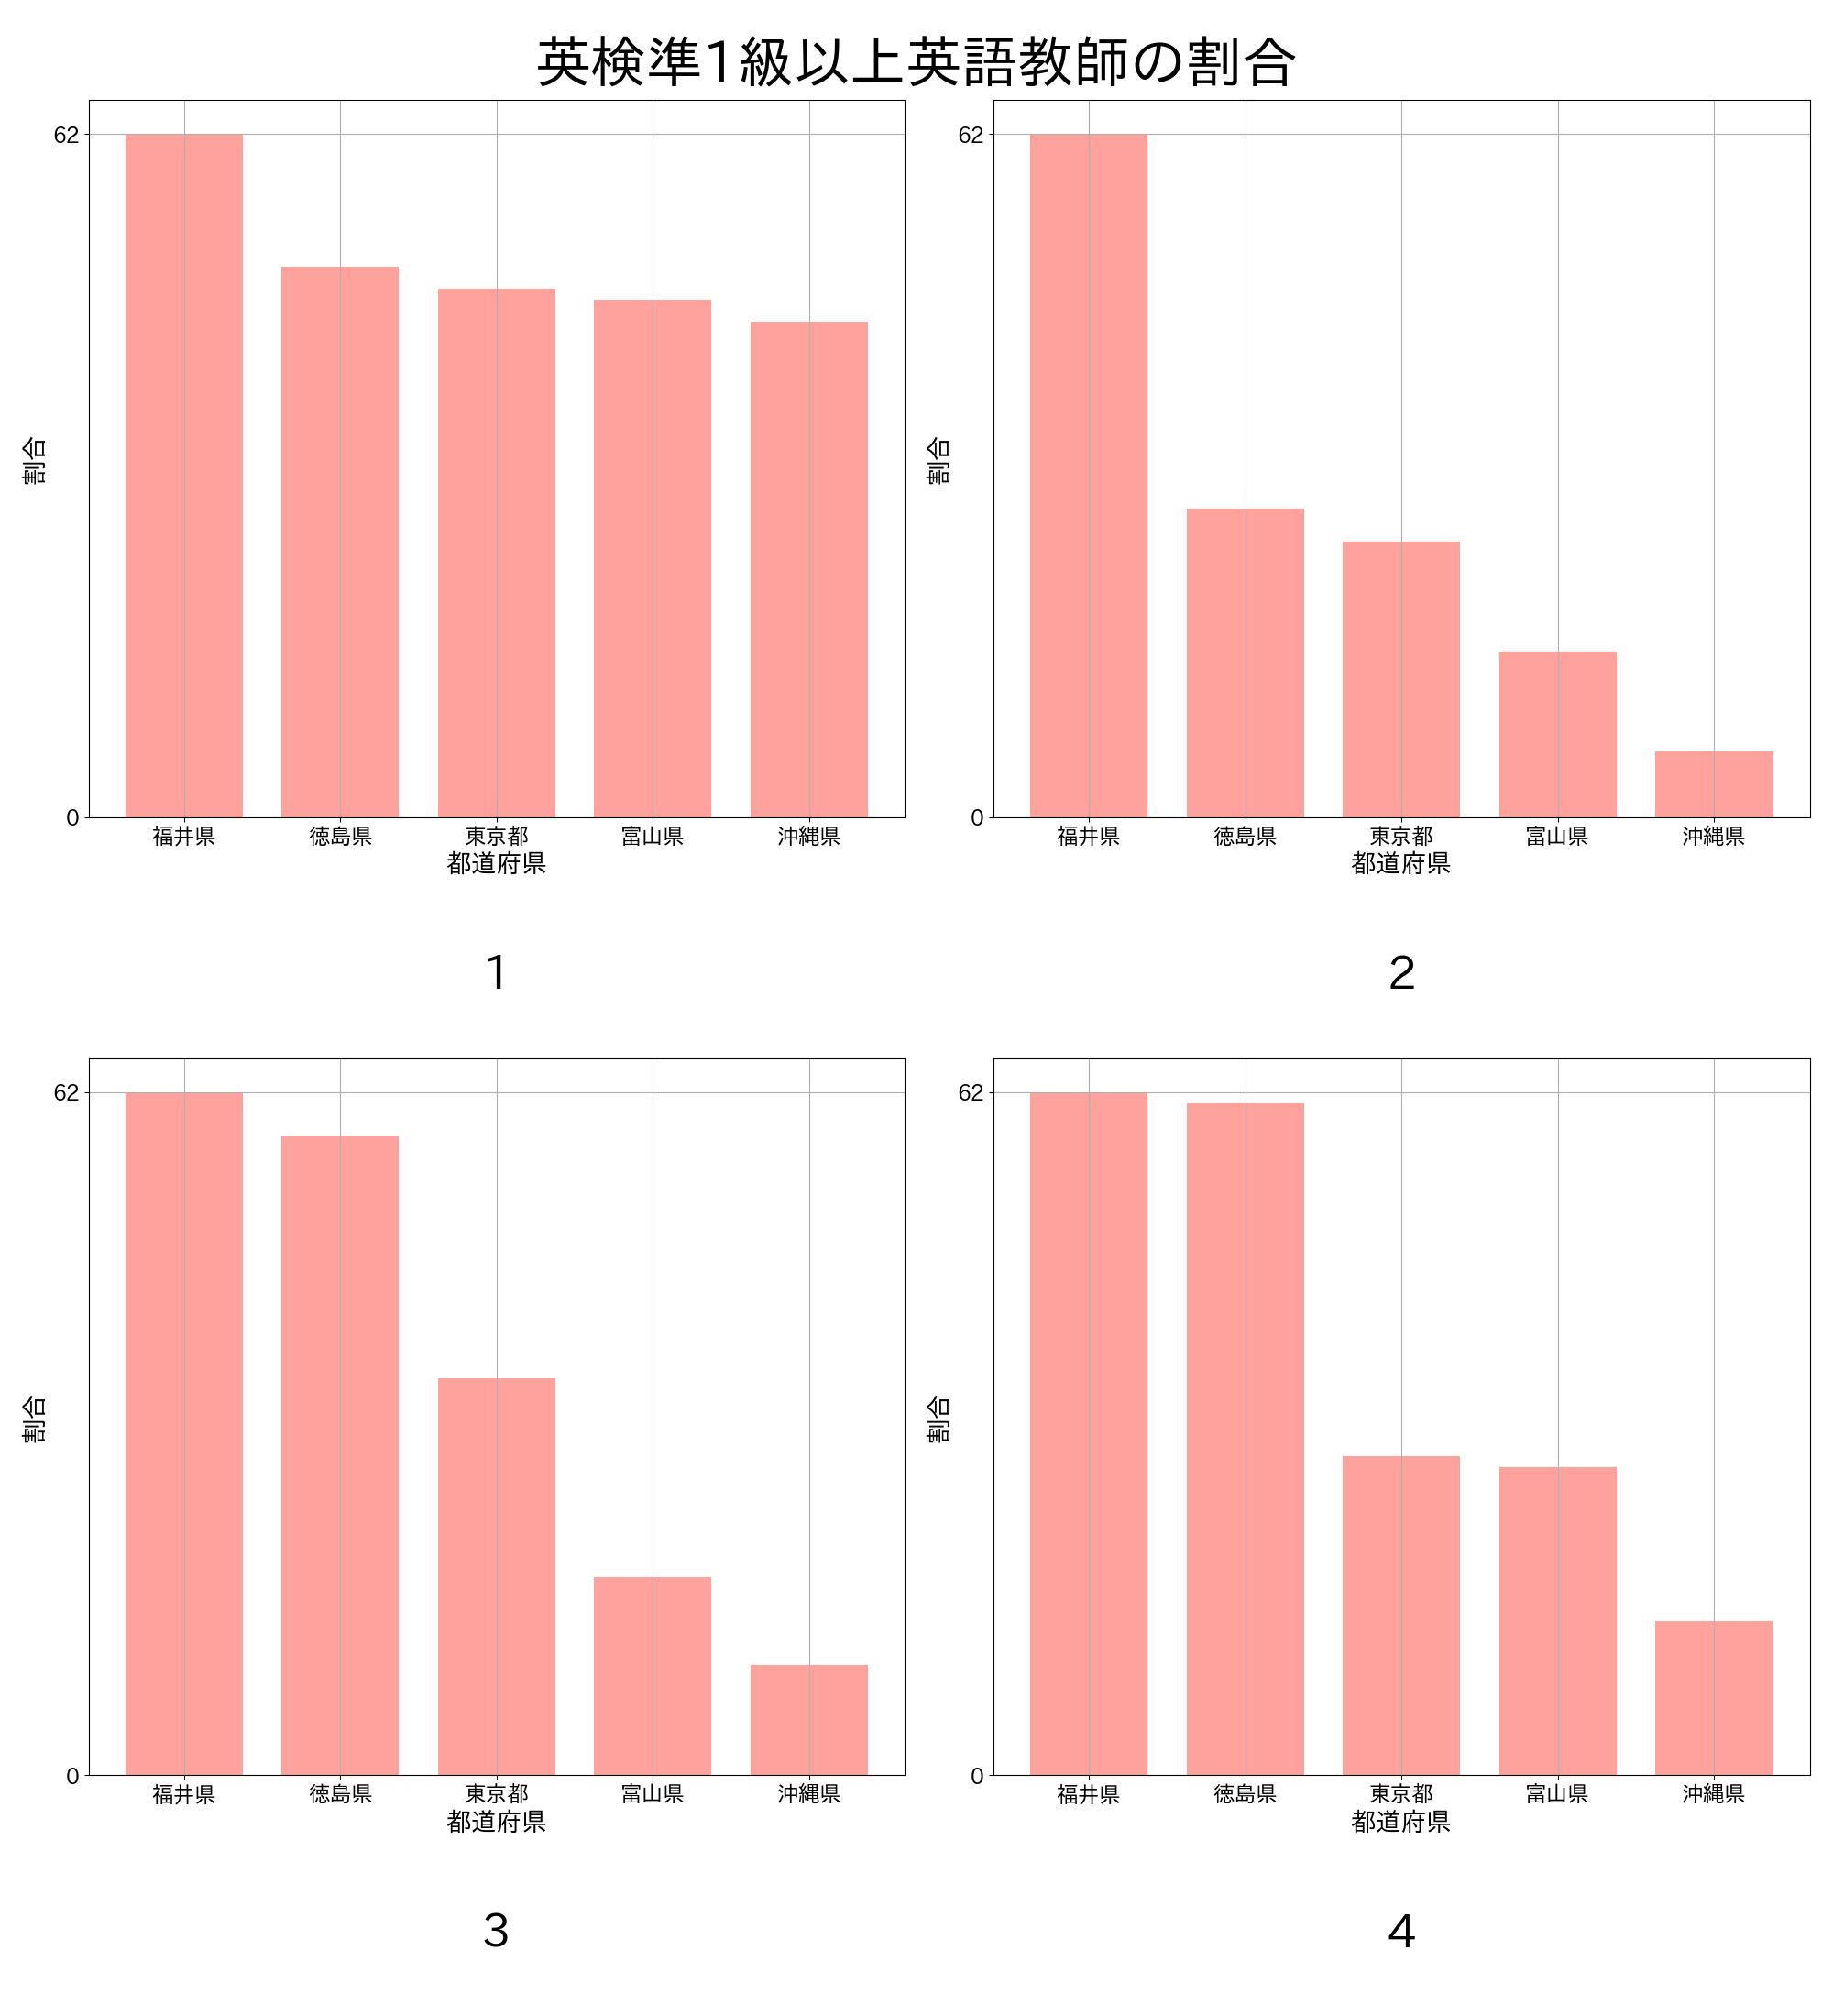 英検準1級以上英語教師の割合
62
0
割合
福井県 徳島県 東京都 富山県 沖縄県
都道府県
1
62
0
割合
福井県 徳島県 東京都 富山県 沖縄県
都道府県
2
62
0
割合
福井県 徳島県 東京都 富山県 沖縄県
都道府県
3
62
0
割合
福井県 徳島県 東京都 富山県 沖縄県
都道府県
4